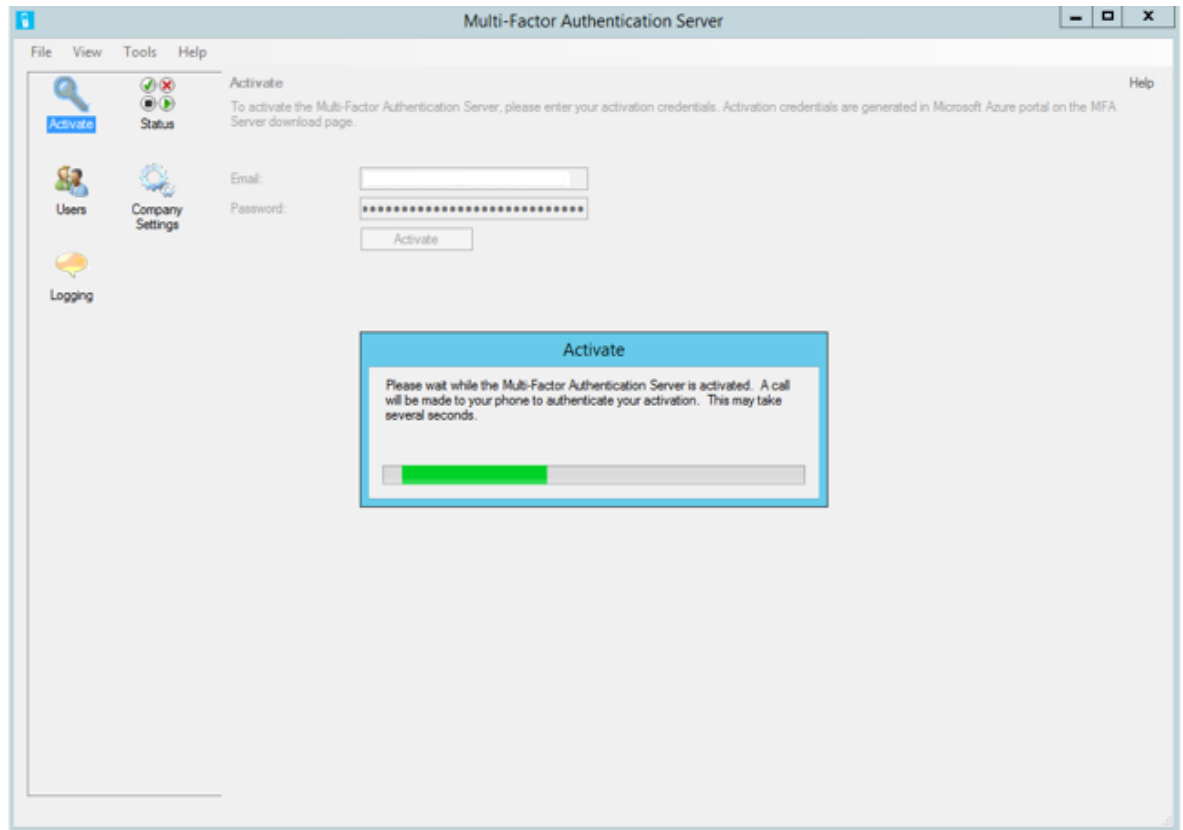 Multi-Factor Authentication Server
File View Tools Help
Activate
Status
Users
Company
Settings
Logging
Activate
Help
To activate the Multi-Factor Authentication Server, please enter your activation credentials. Activation credentials are generated in Microsoft Azure portal on the MFA
Server download page.
Email:
Password:
Activate
Activate
Please wait while the Multi-Factor Authentication Server is activated. A call
will be made to your phone to authenticate your activation. This may take
several seconds.